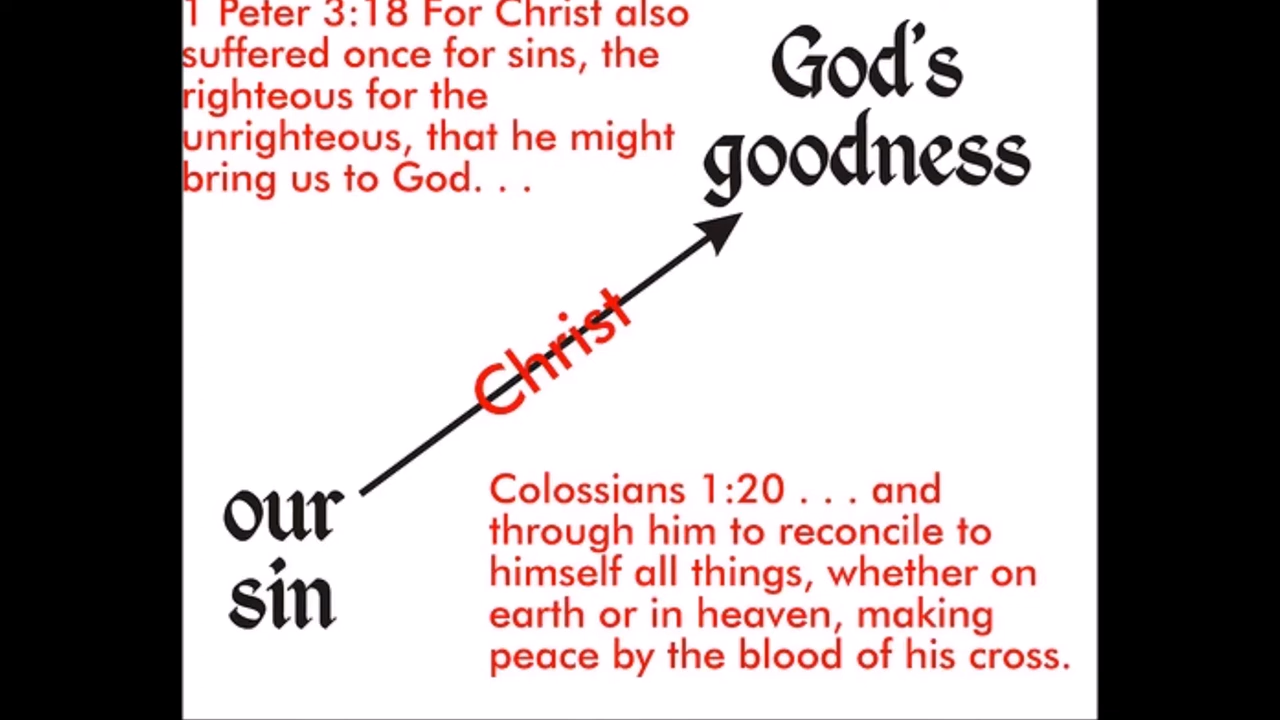 1 Peter 3:18 For Christ also
suffered once for sins, the
righteous for the
unrighteous, that he might
bring us to God. . .
God's
goodness
Christ
our
sin
Colossians 1:20 . . . and
through him to reconcile to
himself all things, whether on
earth or in heaven, making
peace by the blood of his cross.